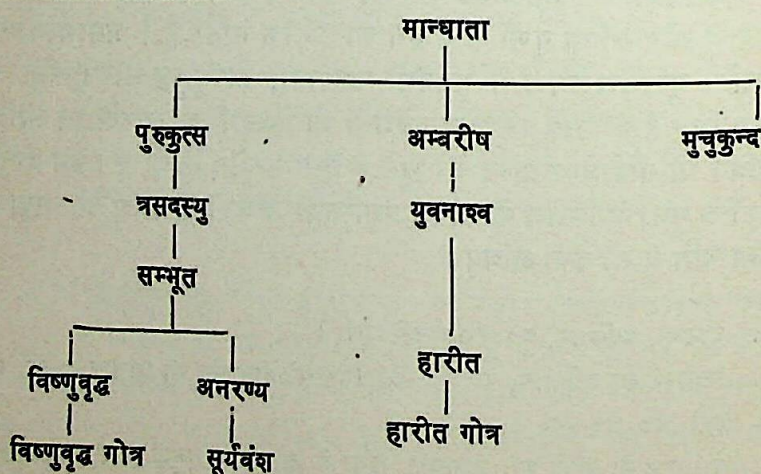 मान्धाता
पुरुकुत्स अम्बरीष मुचुकुन्द
त्रसदस्यु युवनाश्व
सम्भूत
विष्णुवृद्ध अनरण्य हारीत
विष्णुवृद्ध गोत्र सूर्यवंश हारीत गोत्र